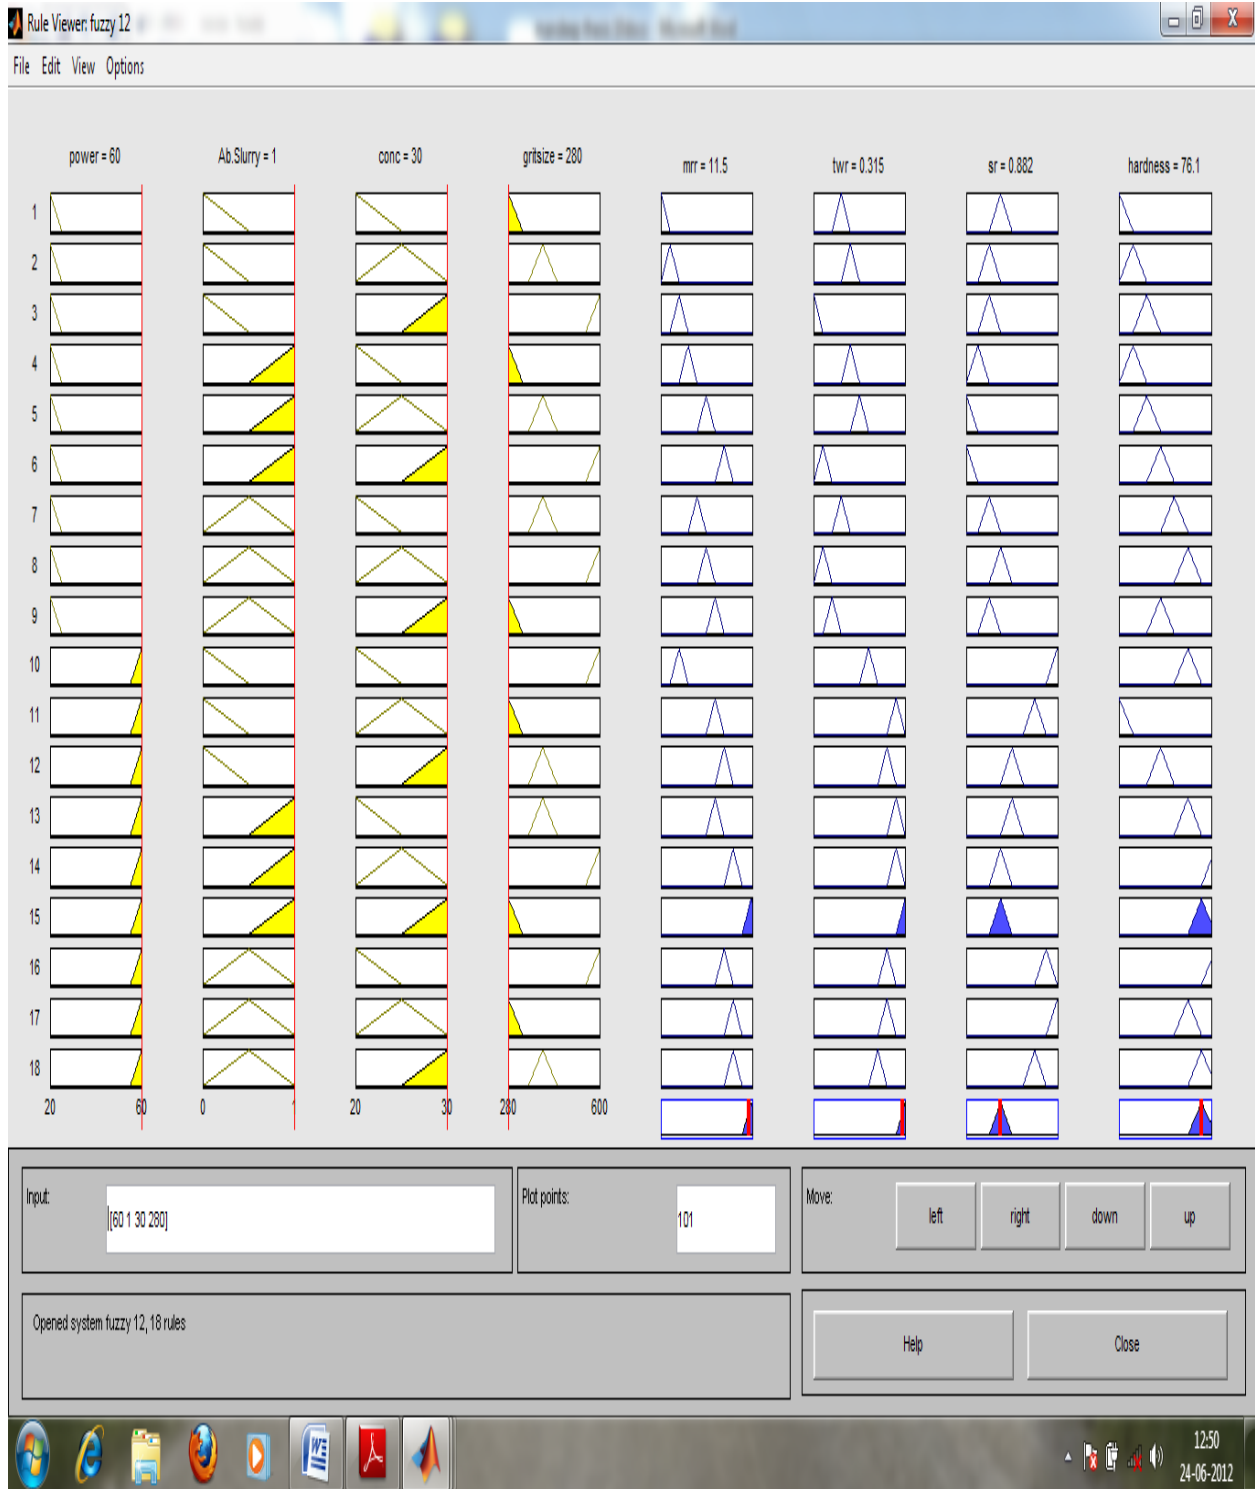 Rule Viewer: fuzzy 12
File Edit View Options
power = 60 Ab.Slurry = 1 conc = 30 gritsize = 280 mrr = 11.5 twr = 0.315 sr = 0.882 hardness = 76.1
1
2
3
4
5
6
7
8
9
10
11
12
13
14
15
16
17
18
20 60 0 1 20 30 280 600
Input: [60 1 30 280] Plot points: 101 Move: left right down up
Opened system fuzzy 12, 18 rules
Help Close
12:50
24-06-2012